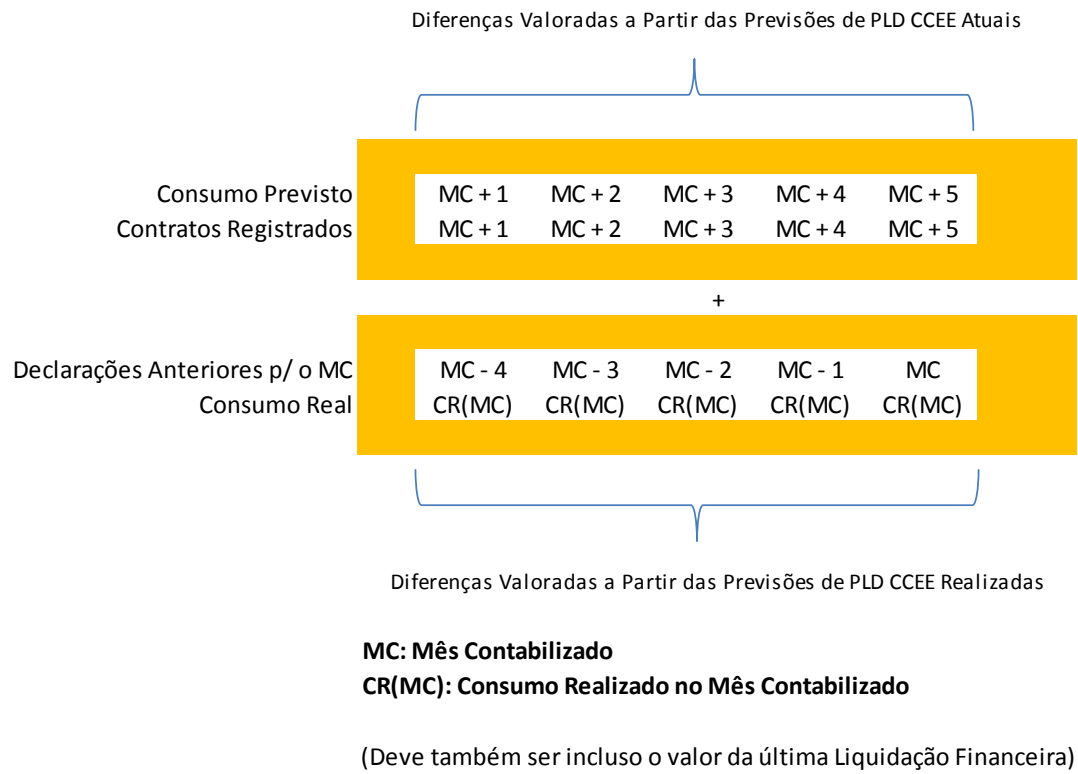 Diferenças Valoradas a Partir das Previsões de PLD CCEE Atuais
Consumo Previsto MC + 1 MC + 2 MC + 3 MC + 4 MC + 5
Contratos Registrados MC + 1 MC + 2 MC + 3 MC + 4 MC + 5
+
Declarações Anteriores p/ o MC MC - 4 MC - 3 MC - 2 MC - 1 MC
Consumo Real CR(MC) CR(MC) CR(MC) CR(MC) CR(MC)
Diferenças Valoradas a Partir das Previsões de PLD CCEE Realizadas
MC: Mês Contabilizado
CR(MC): Consumo Realizado no Mês Contabilizado
(Deve também ser incluso o valor da última Liquidação Financeira)